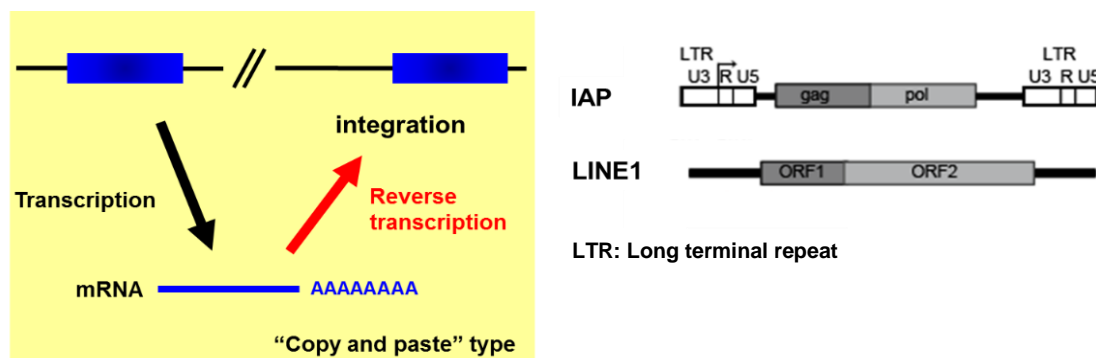 integration
Transcription
Reverse
transcription
mRNA AAAAAAAA
“Copy and paste” type
LTR LTR
U3 R U5 U3 R U5
IAP gag pol
LINE1 ORF1 ORF2
LTR: Long terminal repeat